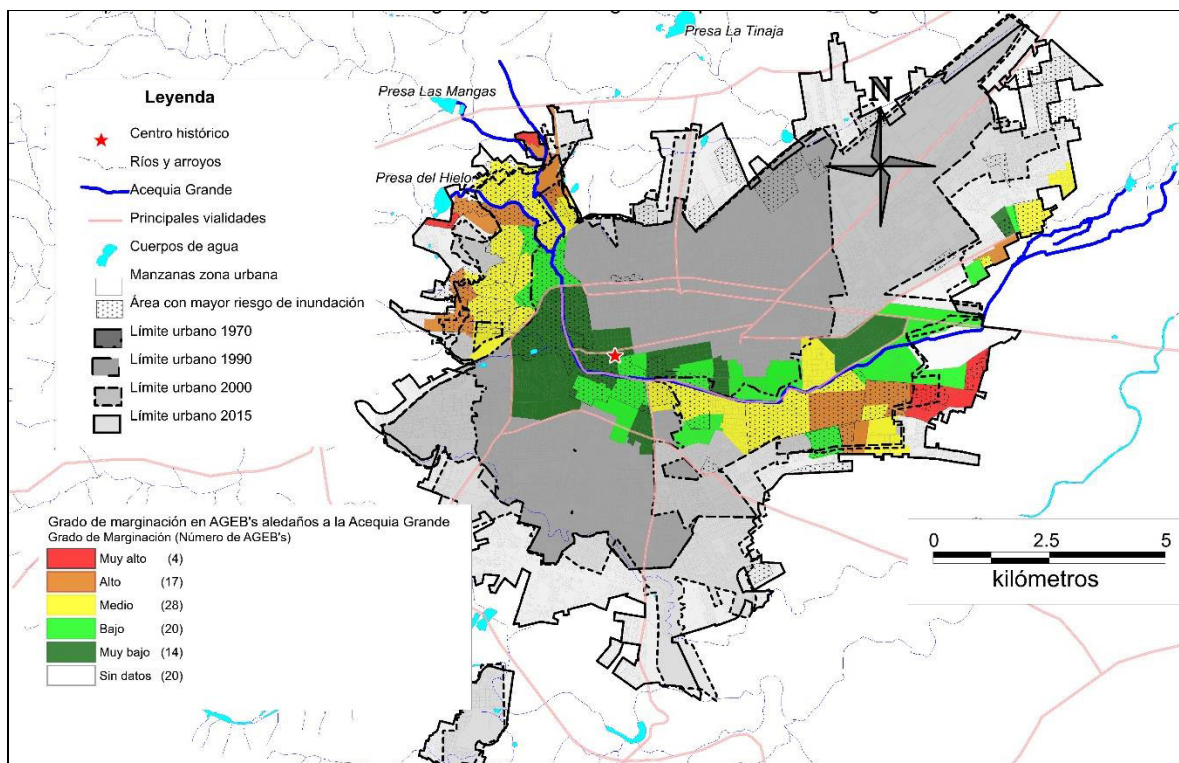 Presa La Tinaja
Presa Las Mangas
Presa del Hielo
N
Leyenda
Centro histórico
Ríos y arroyos
Acequia Grande
Principales vialidades
Cuerpos de agua
Manzanas zona urbana
Área con mayor riesgo de inundación
Límite urbano 1970
Límite urbano 1990
Límite urbano 2000
Límite urbano 2015
Grado de marginación en AGEB's aledaños a la Acequia Grande
Grado de Marginación (Número de AGEB's)
Muy alto (4)
Alto (17)
Medio (28)
Bajo (20)
Muy bajo (14)
Sin datos (20)
0 2.5 5
kilómetros